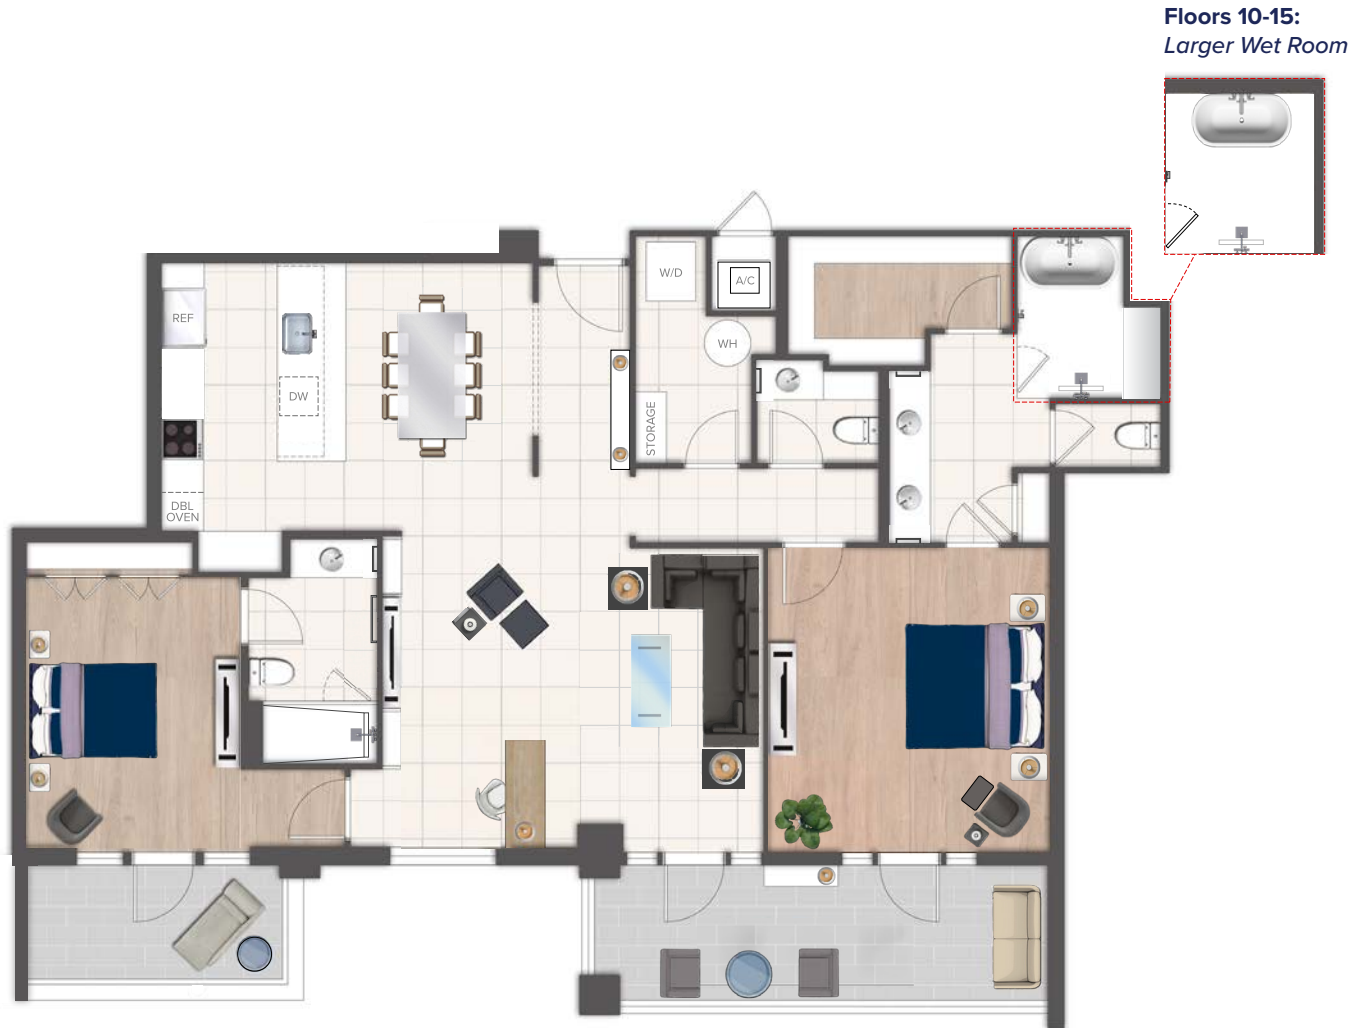 Floors 10-15:
Larger Wet Room
W/D
A/C
REF
WH
DW
STORAGE
DBL
OVEN